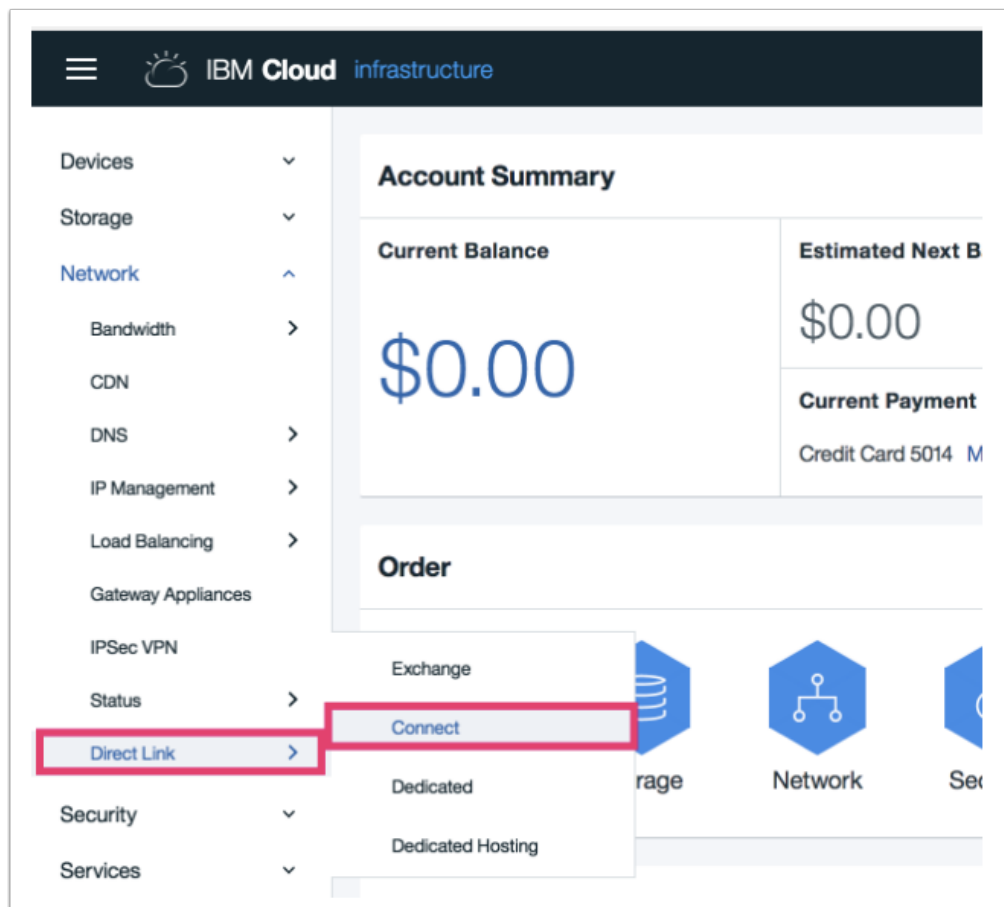 IBM Cloud infrastructure
Devices
Storage
Network
Bandwidth
CDN
DNS
IP Management
Load Balancing
Gateway Appliances
IPSec VPN
Status
Direct Link
Security
Services
Exchange
Connect
Dedicated
Dedicated Hosting
Account Summary
Current Balance
$0.00
Estimated Next B
$0.00
Current Payment
Credit Card 5014 M
Order
rage
Network
Sec